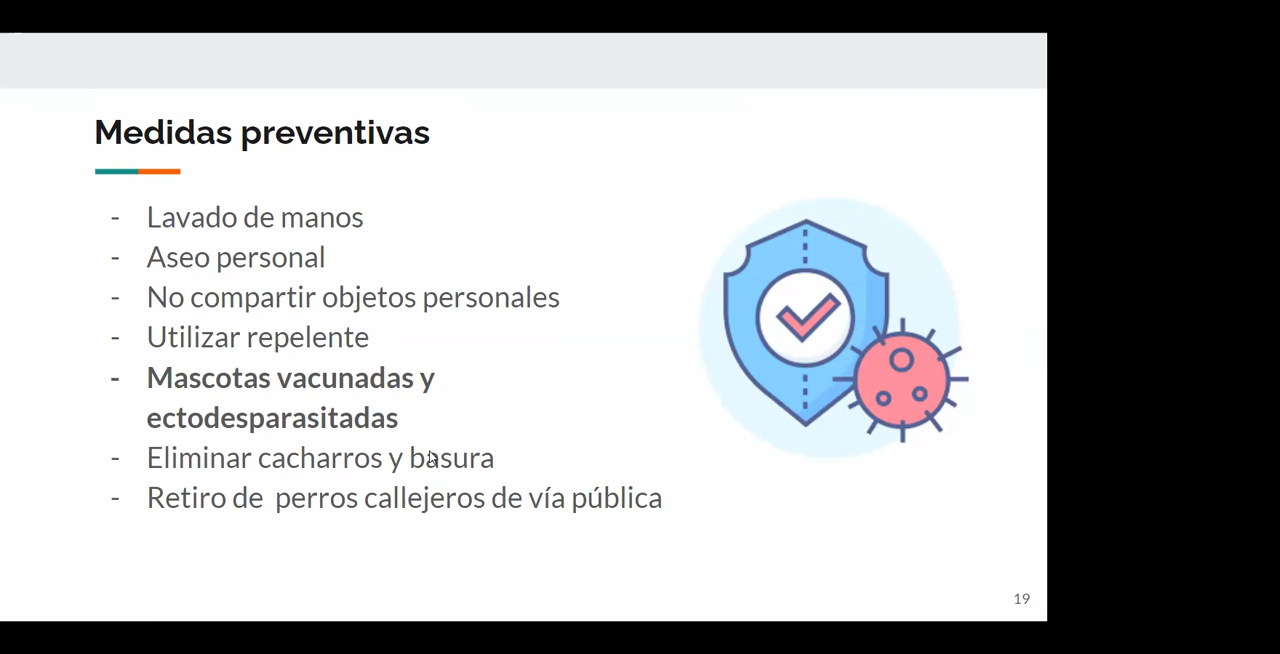 Medidas preventivas
- Lavado de manos
- Aseo personal
- No compartir objetos personales
- Utilizar repelente
- Mascotas vacunadas y
ectodesparasitadas
- Eliminar cacharros y basura
- Retiro de  perros callejeros de vía pública
19